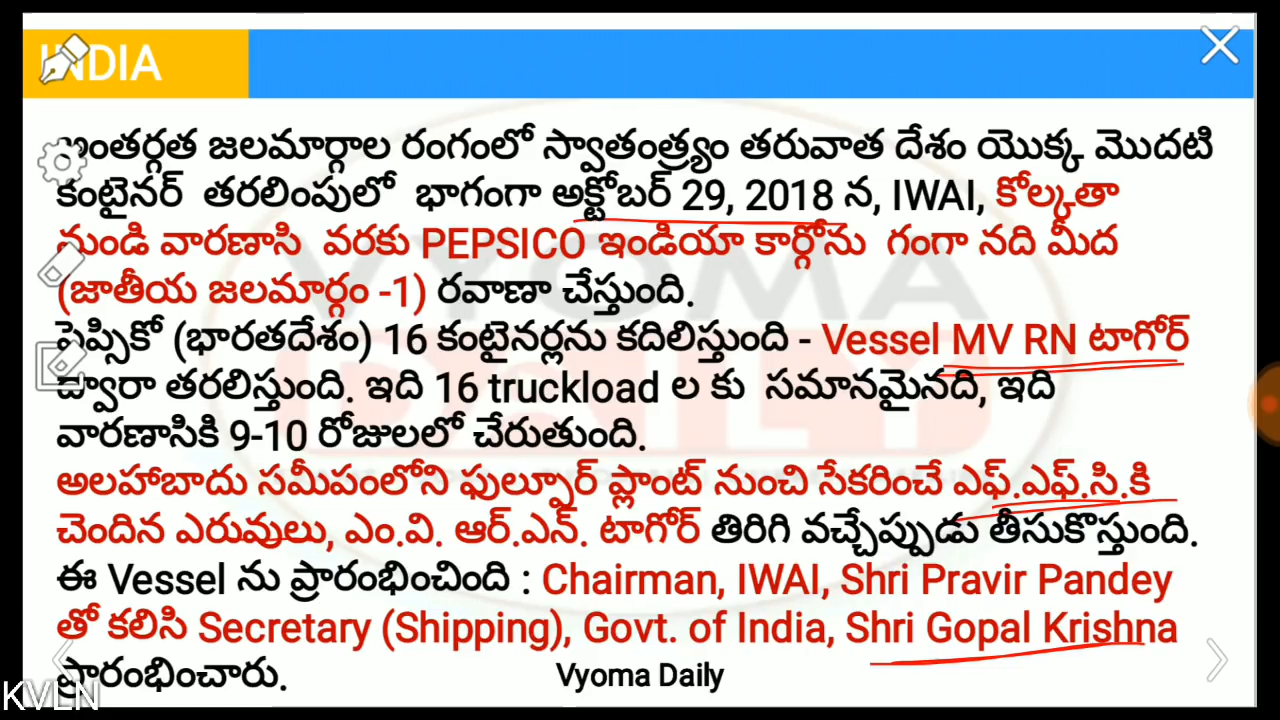 INDIA
అంతర్గత జలమార్గాల రంగంలో స్వాతంత్ర్యం తరువాత దేశం యొక్క మొదటి
కంటైనర్ తరలింపులో భాగంగా అక్టోబర్ 29, 2018 న, IWAI, కోల్కతా
నుండి వారణాసి వరకు PEPSICO ఇండియా కార్గోను గంగా నది మీద
(జాతీయ జలమార్గం -1) రవాణా చేస్తుంది.
పెప్సికో (భారతదేశం) 16 కంటైనర్లను కదిలిస్తుంది - Vessel MV RN టాగోర్
ద్వారా తరలిస్తుంది. ఇది 16 truckload ల కు సమానమైనది, ఇది
వారణాసికి 9-10 రోజులలో చేరుతుంది.
అలహాబాదు సమీపంలోని ఫుల్ఫూర్ ప్లాంట్ నుంచి సేకరించే ఎఫ్.ఎఫ్.సి.కి
చెందిన ఎరువులు, ఎం.వి. ఆర్.ఎన్. టాగోర్ తిరిగి వచ్చేప్పుడు తీసుకొస్తుంది.
ఈ Vessel ను ప్రారంభించింది : Chairman, IWAI, Shri Pravir Pandey
తో కలిసి Secretary (Shipping), Govt. of India, Shri Gopal Krishna
ప్రారంభించారు.
Vyoma Daily
KVLN
VYOMA
DAILY